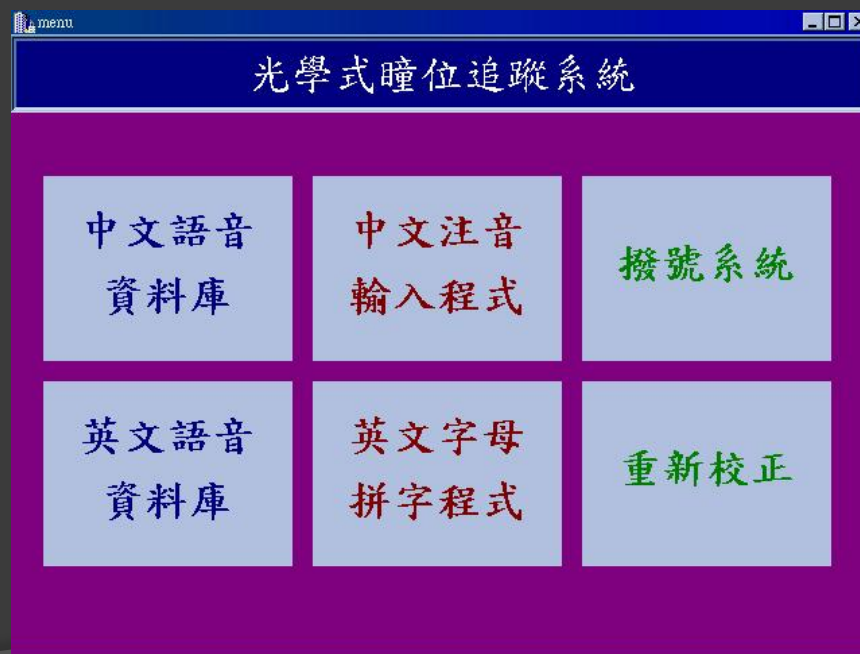 menu
光學式瞳位追蹤系統
中文語音
資料庫
中文注音
輸入程式
撥號系統
英文語音
資料庫
英文字母
拼字程式
重新校正